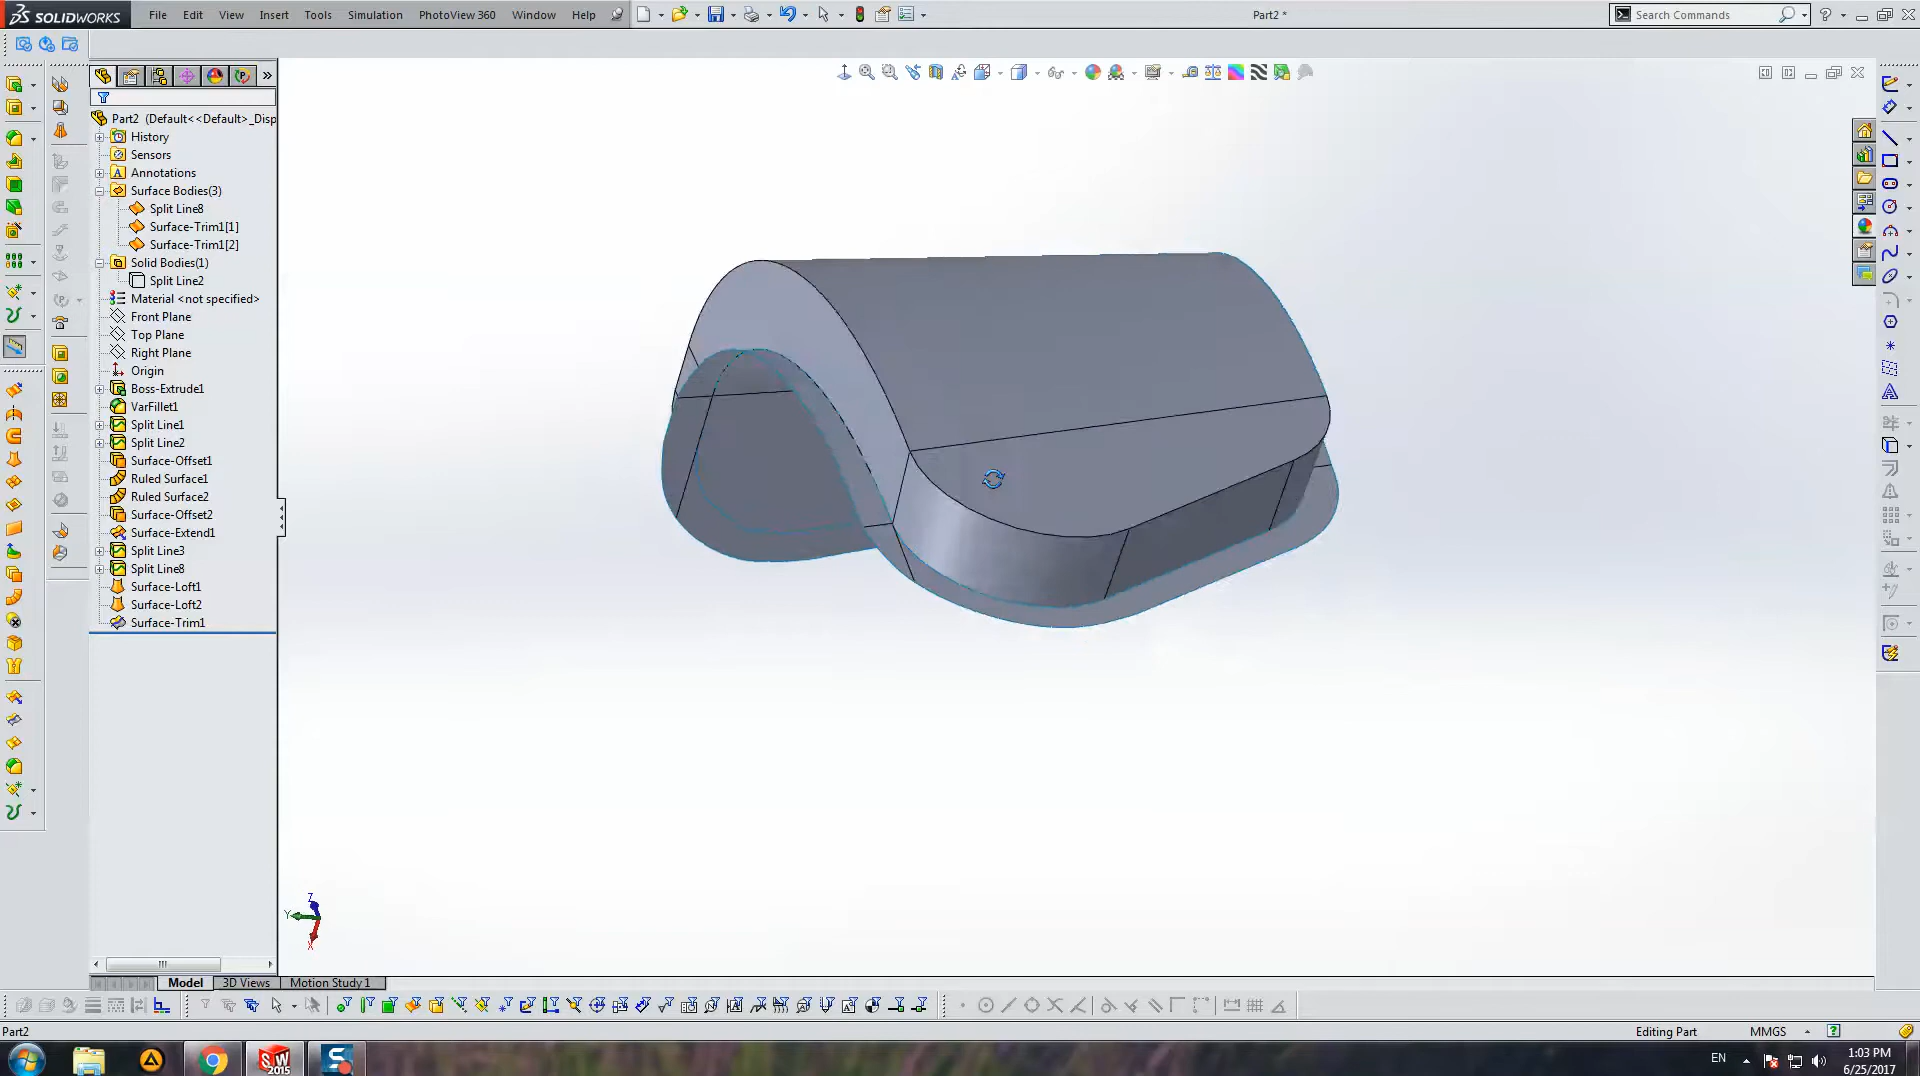 SOLIDWORKS
File Edit View Insert Tools Simulation PhotoView 360 Window Help
Part2 *
Search Commands
Part2 (Default<<Default>_Disp
History
Sensors
Annotations
Surface Bodies(3)
Split Line8
Surface-Trim1[1]
Surface-Trim1[2]
Solid Bodies(1)
Split Line2
Material <not specified>
Front Plane
Top Plane
Right Plane
Origin
Boss-Extrude1
VarFillet1
Split Line1
Split Line2
Surface-Offset1
Ruled Surface1
Ruled Surface2
Surface-Offset2
Surface-Extend1
Split Line3
Split Line8
Surface-Loft1
Surface-Loft2
Surface-Trim1
Z
Y
X
Model 3D Views Motion Study 1
Part2
Editing Part MMGS
SW
2015
S
EN
1:03 PM
6/25/2017